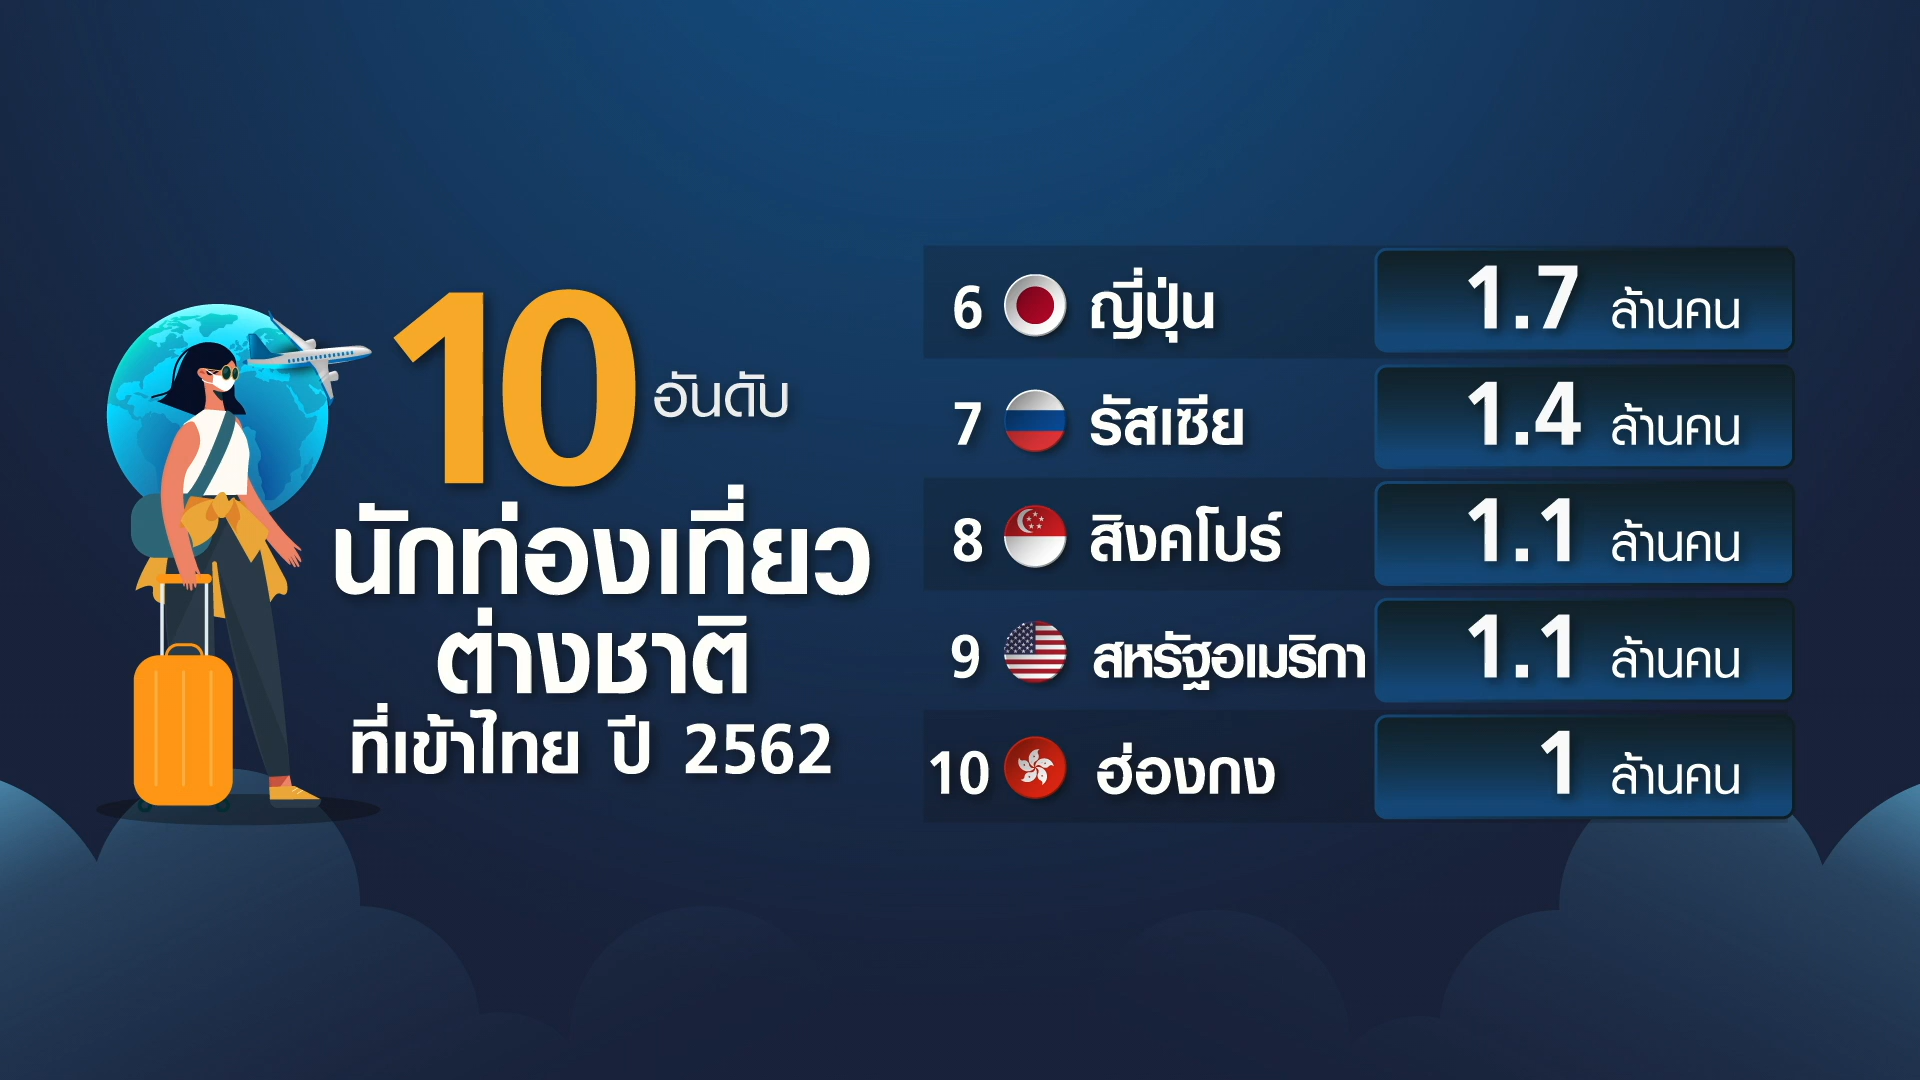 10 อันดับ
นักท่องเที่ยว
ต่างชาติ
ที่เข้าไทย ปี 2562
6 ญี่ปุ่น 1.7 ล้านคน
7 รัสเซีย 1.4 ล้านคน
8 สิงคโปร์ 1.1 ล้านคน
9 สหรัฐอเมริกา 1.1 ล้านคน
10 ฮ่องกง 1 ล้านคน